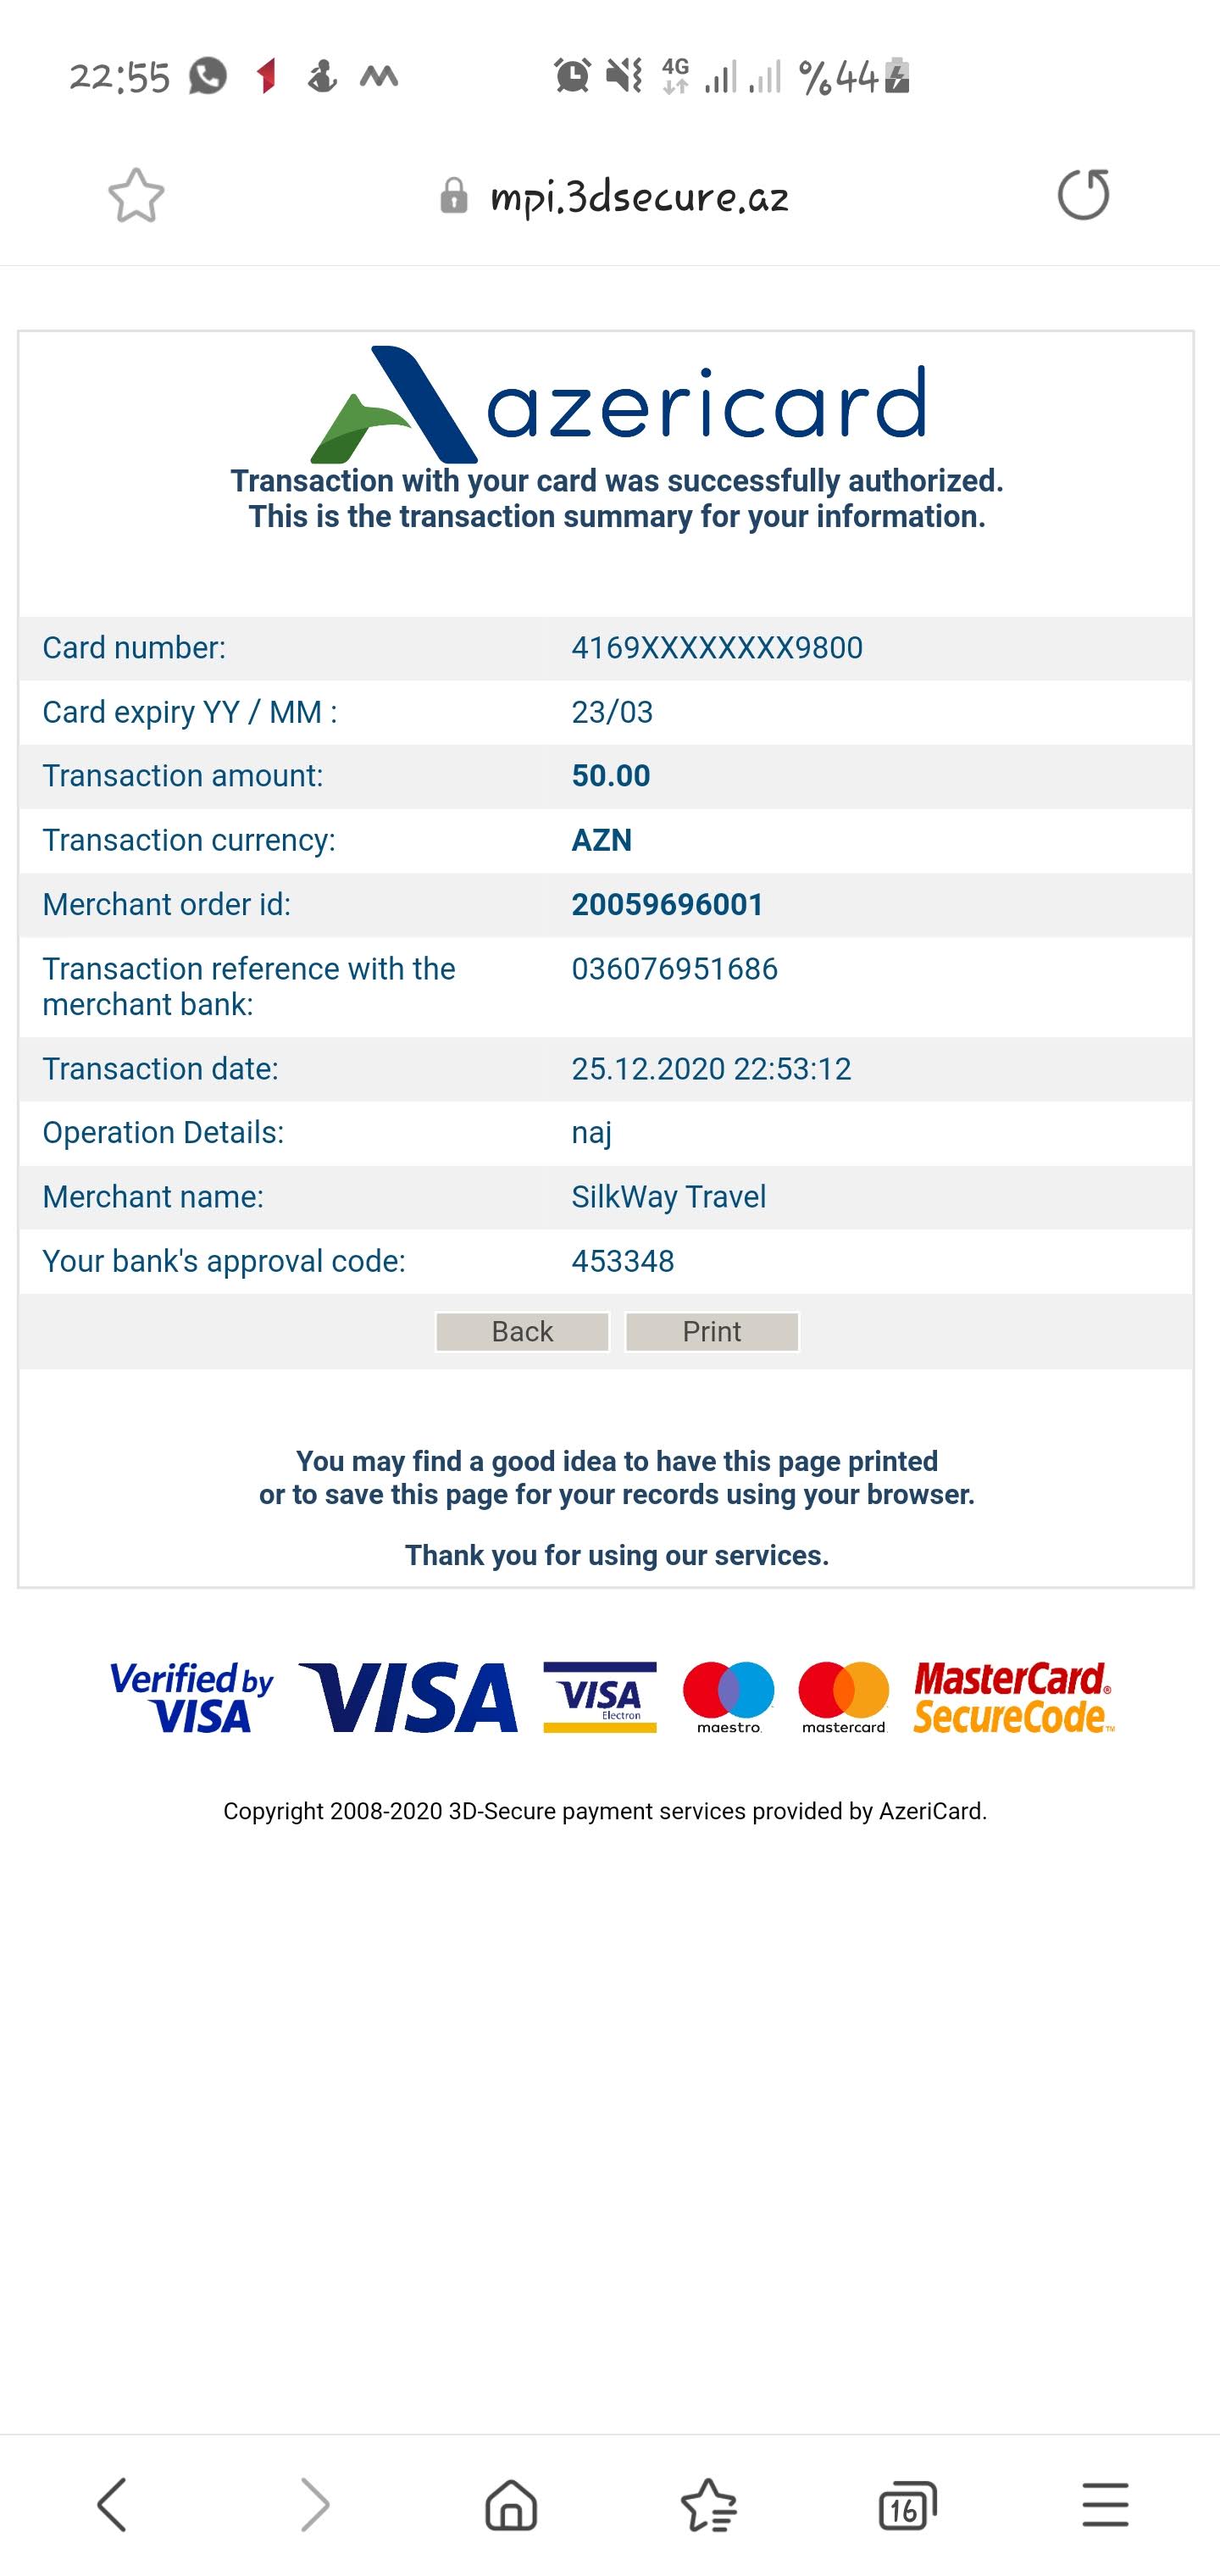 22:55 4G %44
mpi.3dsecure.az
azericard
Transaction with your card was successfully authorized.
This is the transaction summary for your information.
Card number: 4169XXXXXXXX9800
Card expiry YY / MM : 23/03
Transaction amount: 50.00
Transaction currency: AZN
Merchant order id: 20059696001
Transaction reference with the 036076951686
merchant bank:
Transaction date: 25.12.2020 22:53:12
Operation Details: naj
Merchant name: SilkWay Travel
Your bank's approval code: 453348
Back Print
You may find a good idea to have this page printed
or to save this page for your records using your browser.
Thank you for using our services.
Verified by VISA VISA VISA Electron maestro mastercard MasterCard® SecureCode™
Copyright 2008-2020 3D-Secure payment services provided by AzeriCard.
16